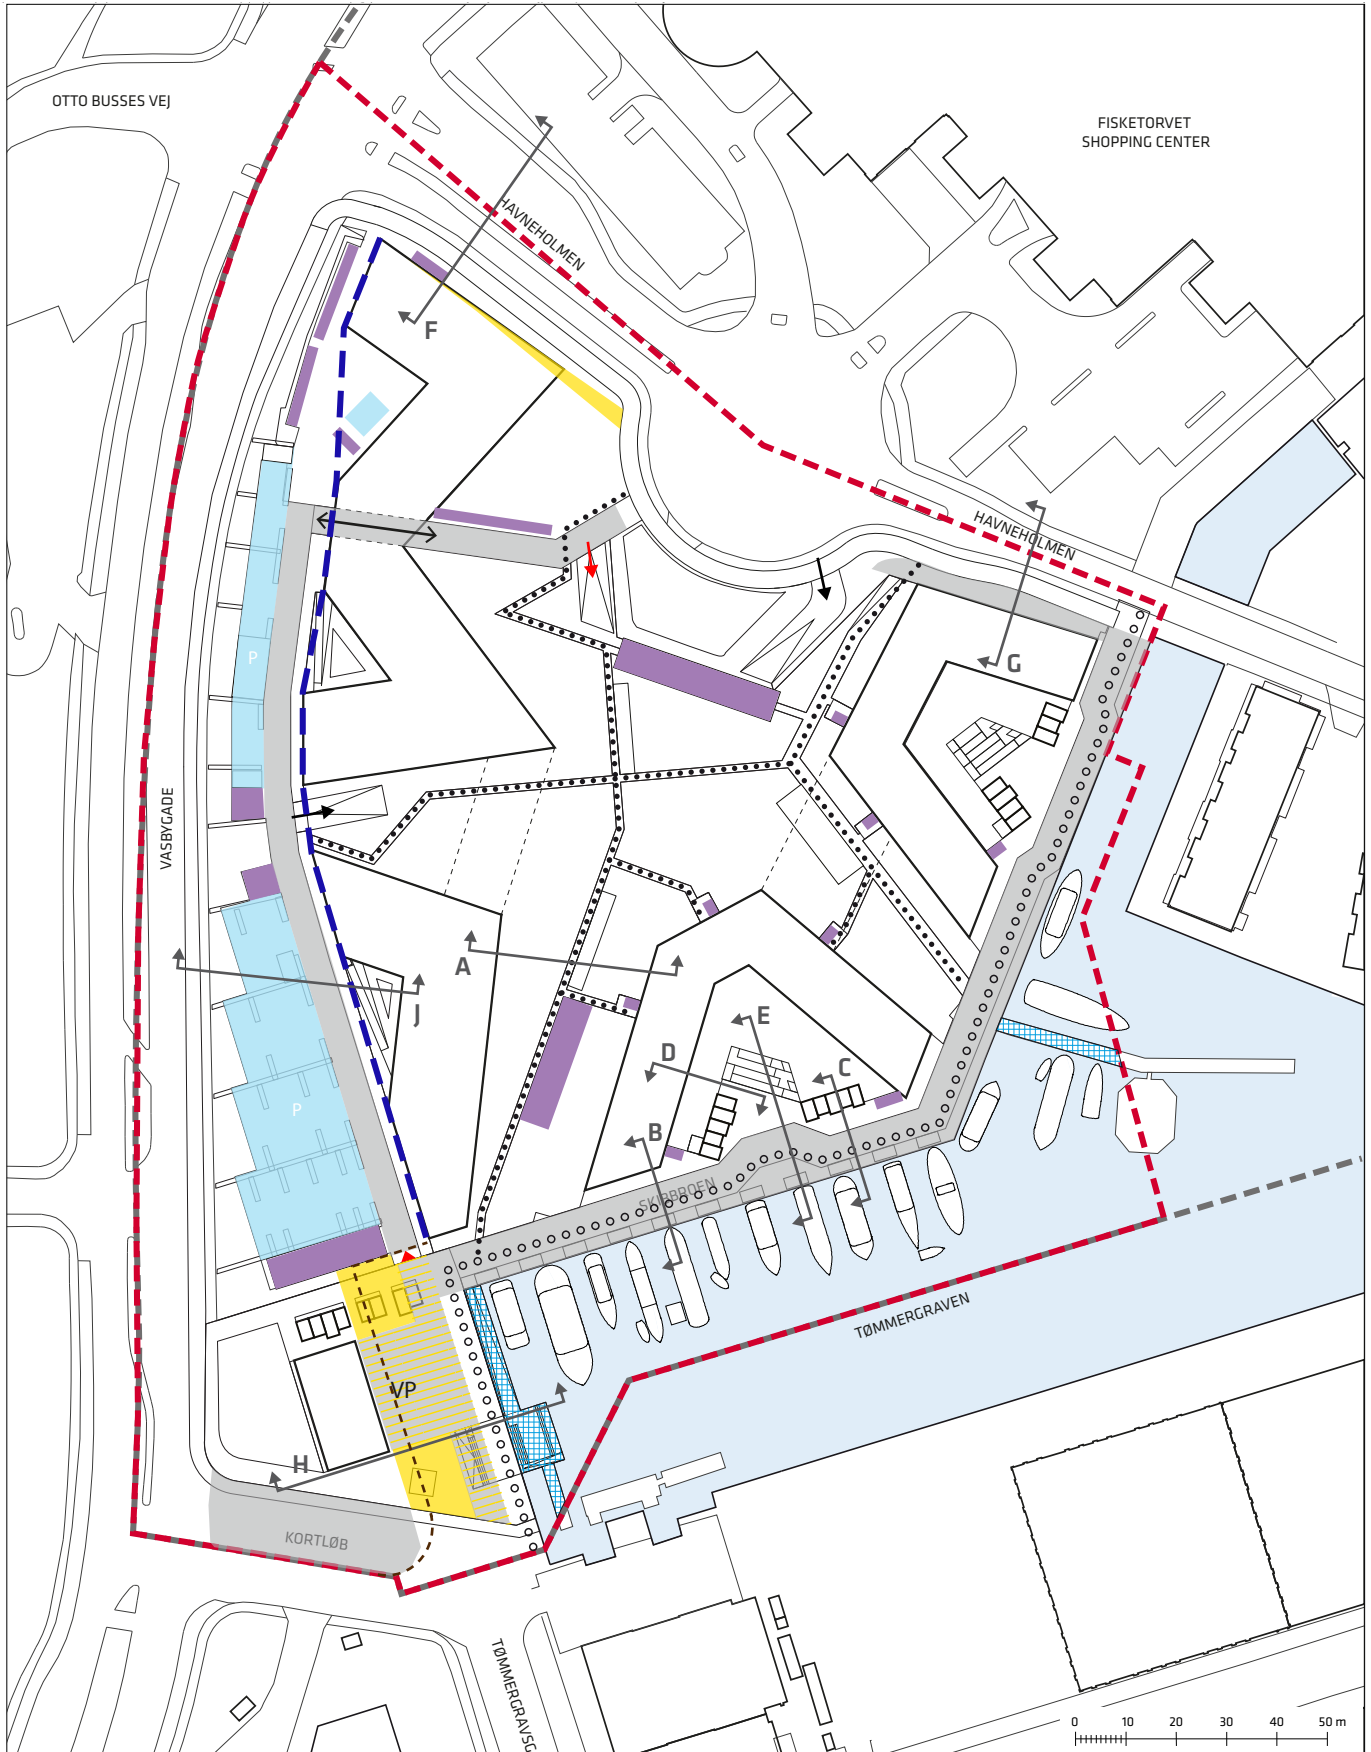 OTTO BUSSES VEJ
FISKETORVET
SHOPPING CENTER
HAVNEHOLMEN
F
HAVNEHOLMEN
G
P
VASBYGADE
A
J
E
D
C
P
B
SKIBBROEN
TØMMERGRAVEN
VP
H
KORTLØB
TØMMERGRAVSG
0 10 20 30 40 50 m